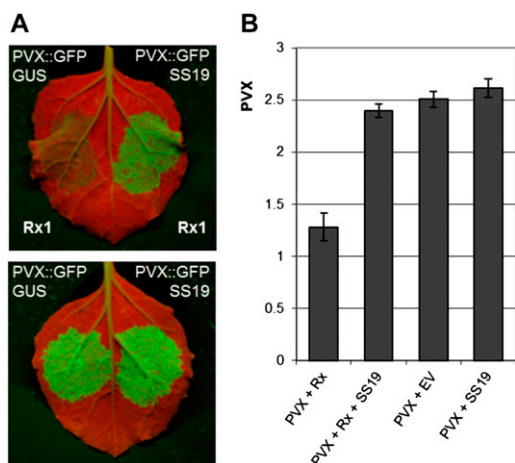 A
PVX::GFP PVX::GFP
GUS SS19
Rx1 Rx1
PVX::GFP PVX::GFP
GUS SS19
B
PVX
3
2.5
2
1.5
1
0.5
0
PVX + Rx
PVX + Rx + SS19
PVX + EV
PVX + SS19